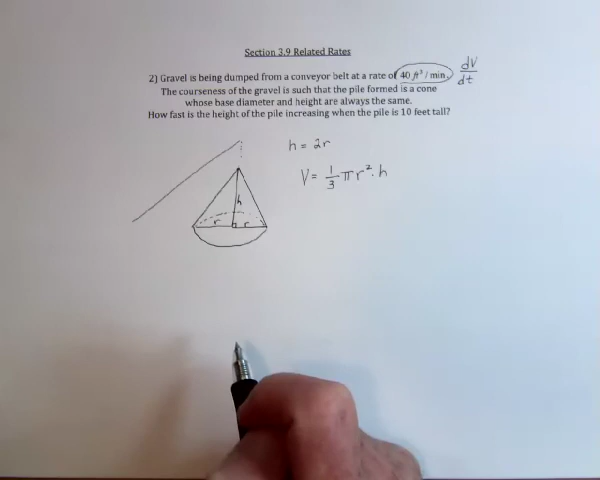 Section 3.9 Related Rates
2) Gravel is being dumped from a conveyor belt at a rate of 40 ft³/min. dV/dt
The courseness of the gravel is such that the pile formed is a cone
whose base diameter and height are always the same.
How fast is the height of the pile increasing when the pile is 10 feet tall?
h = 2r
V = 1/3 πr²·h
h
r r